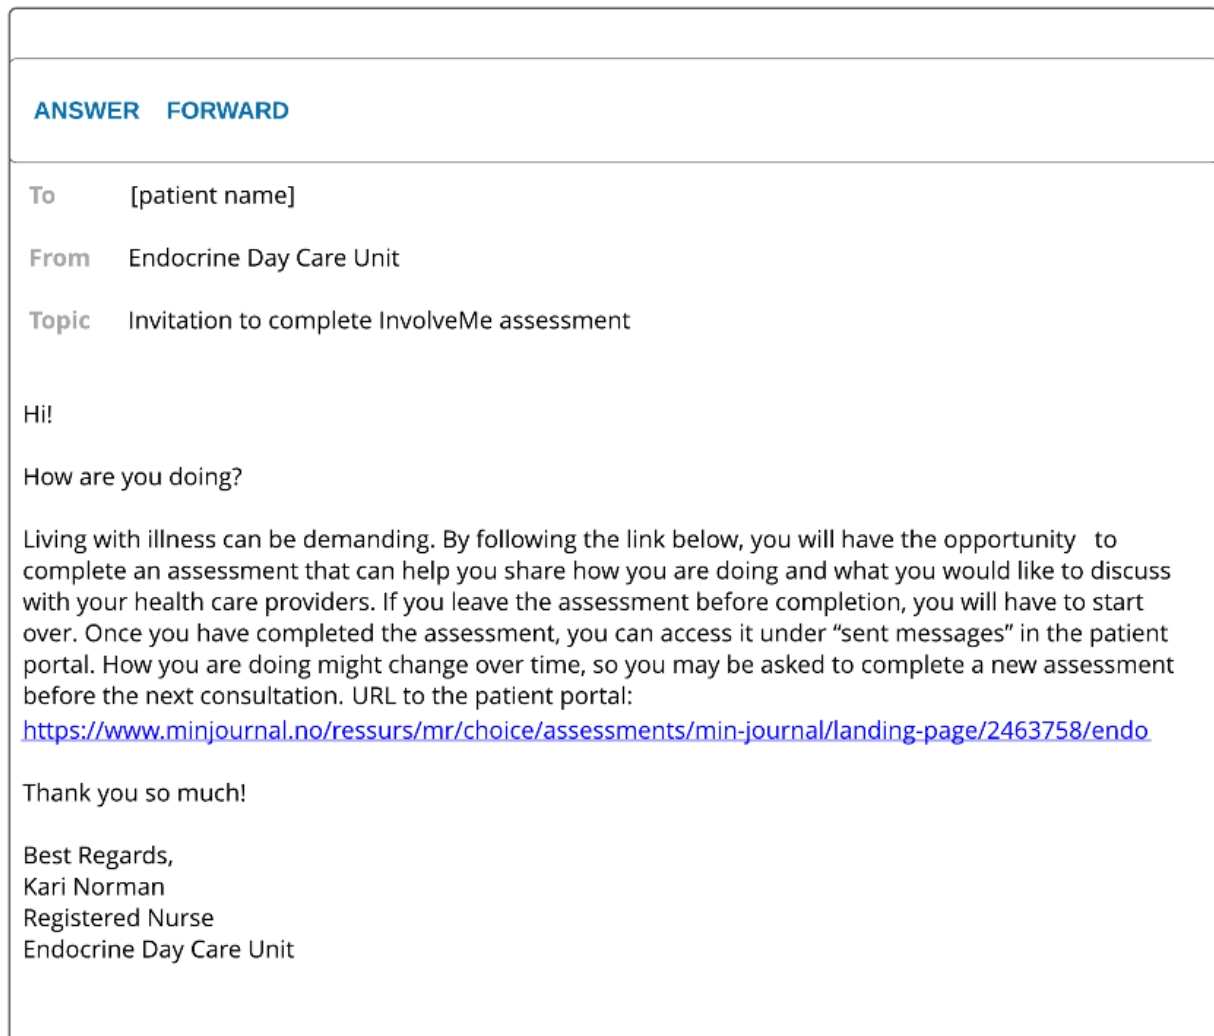 ANSWER FORWARD
To [patient name]
From Endocrine Day Care Unit
Topic Invitation to complete InvolveMe assessment
Hi!
How are you doing?
Living with illness can be demanding. By following the link below, you will have the opportunity to
complete an assessment that can help you share how you are doing and what you would like to discuss
with your health care providers. If you leave the assessment before completion, you will have to start
over. Once you have completed the assessment, you can access it under “sent messages” in the patient
portal. How you are doing might change over time, so you may be asked to complete a new assessment
before the next consultation. URL to the patient portal:
https://www.minjournal.no/ressurs/mr/choice/assessments/min-journal/landing-page/2463758/endo
Thank you so much!
Best Regards,
Kari Norman
Registered Nurse
Endocrine Day Care Unit